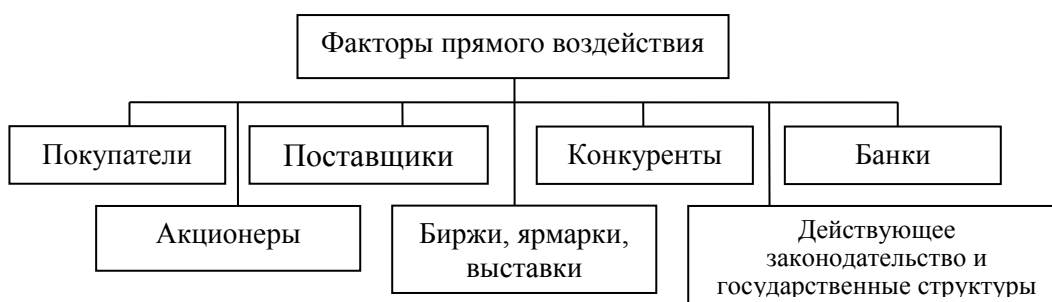 Факторы прямого воздействия
Покупатели
Поставщики
Конкуренты
Банки
Акционеры
Биржи, ярмарки,
выставки
Действующее
законодательство и
государственные структуры